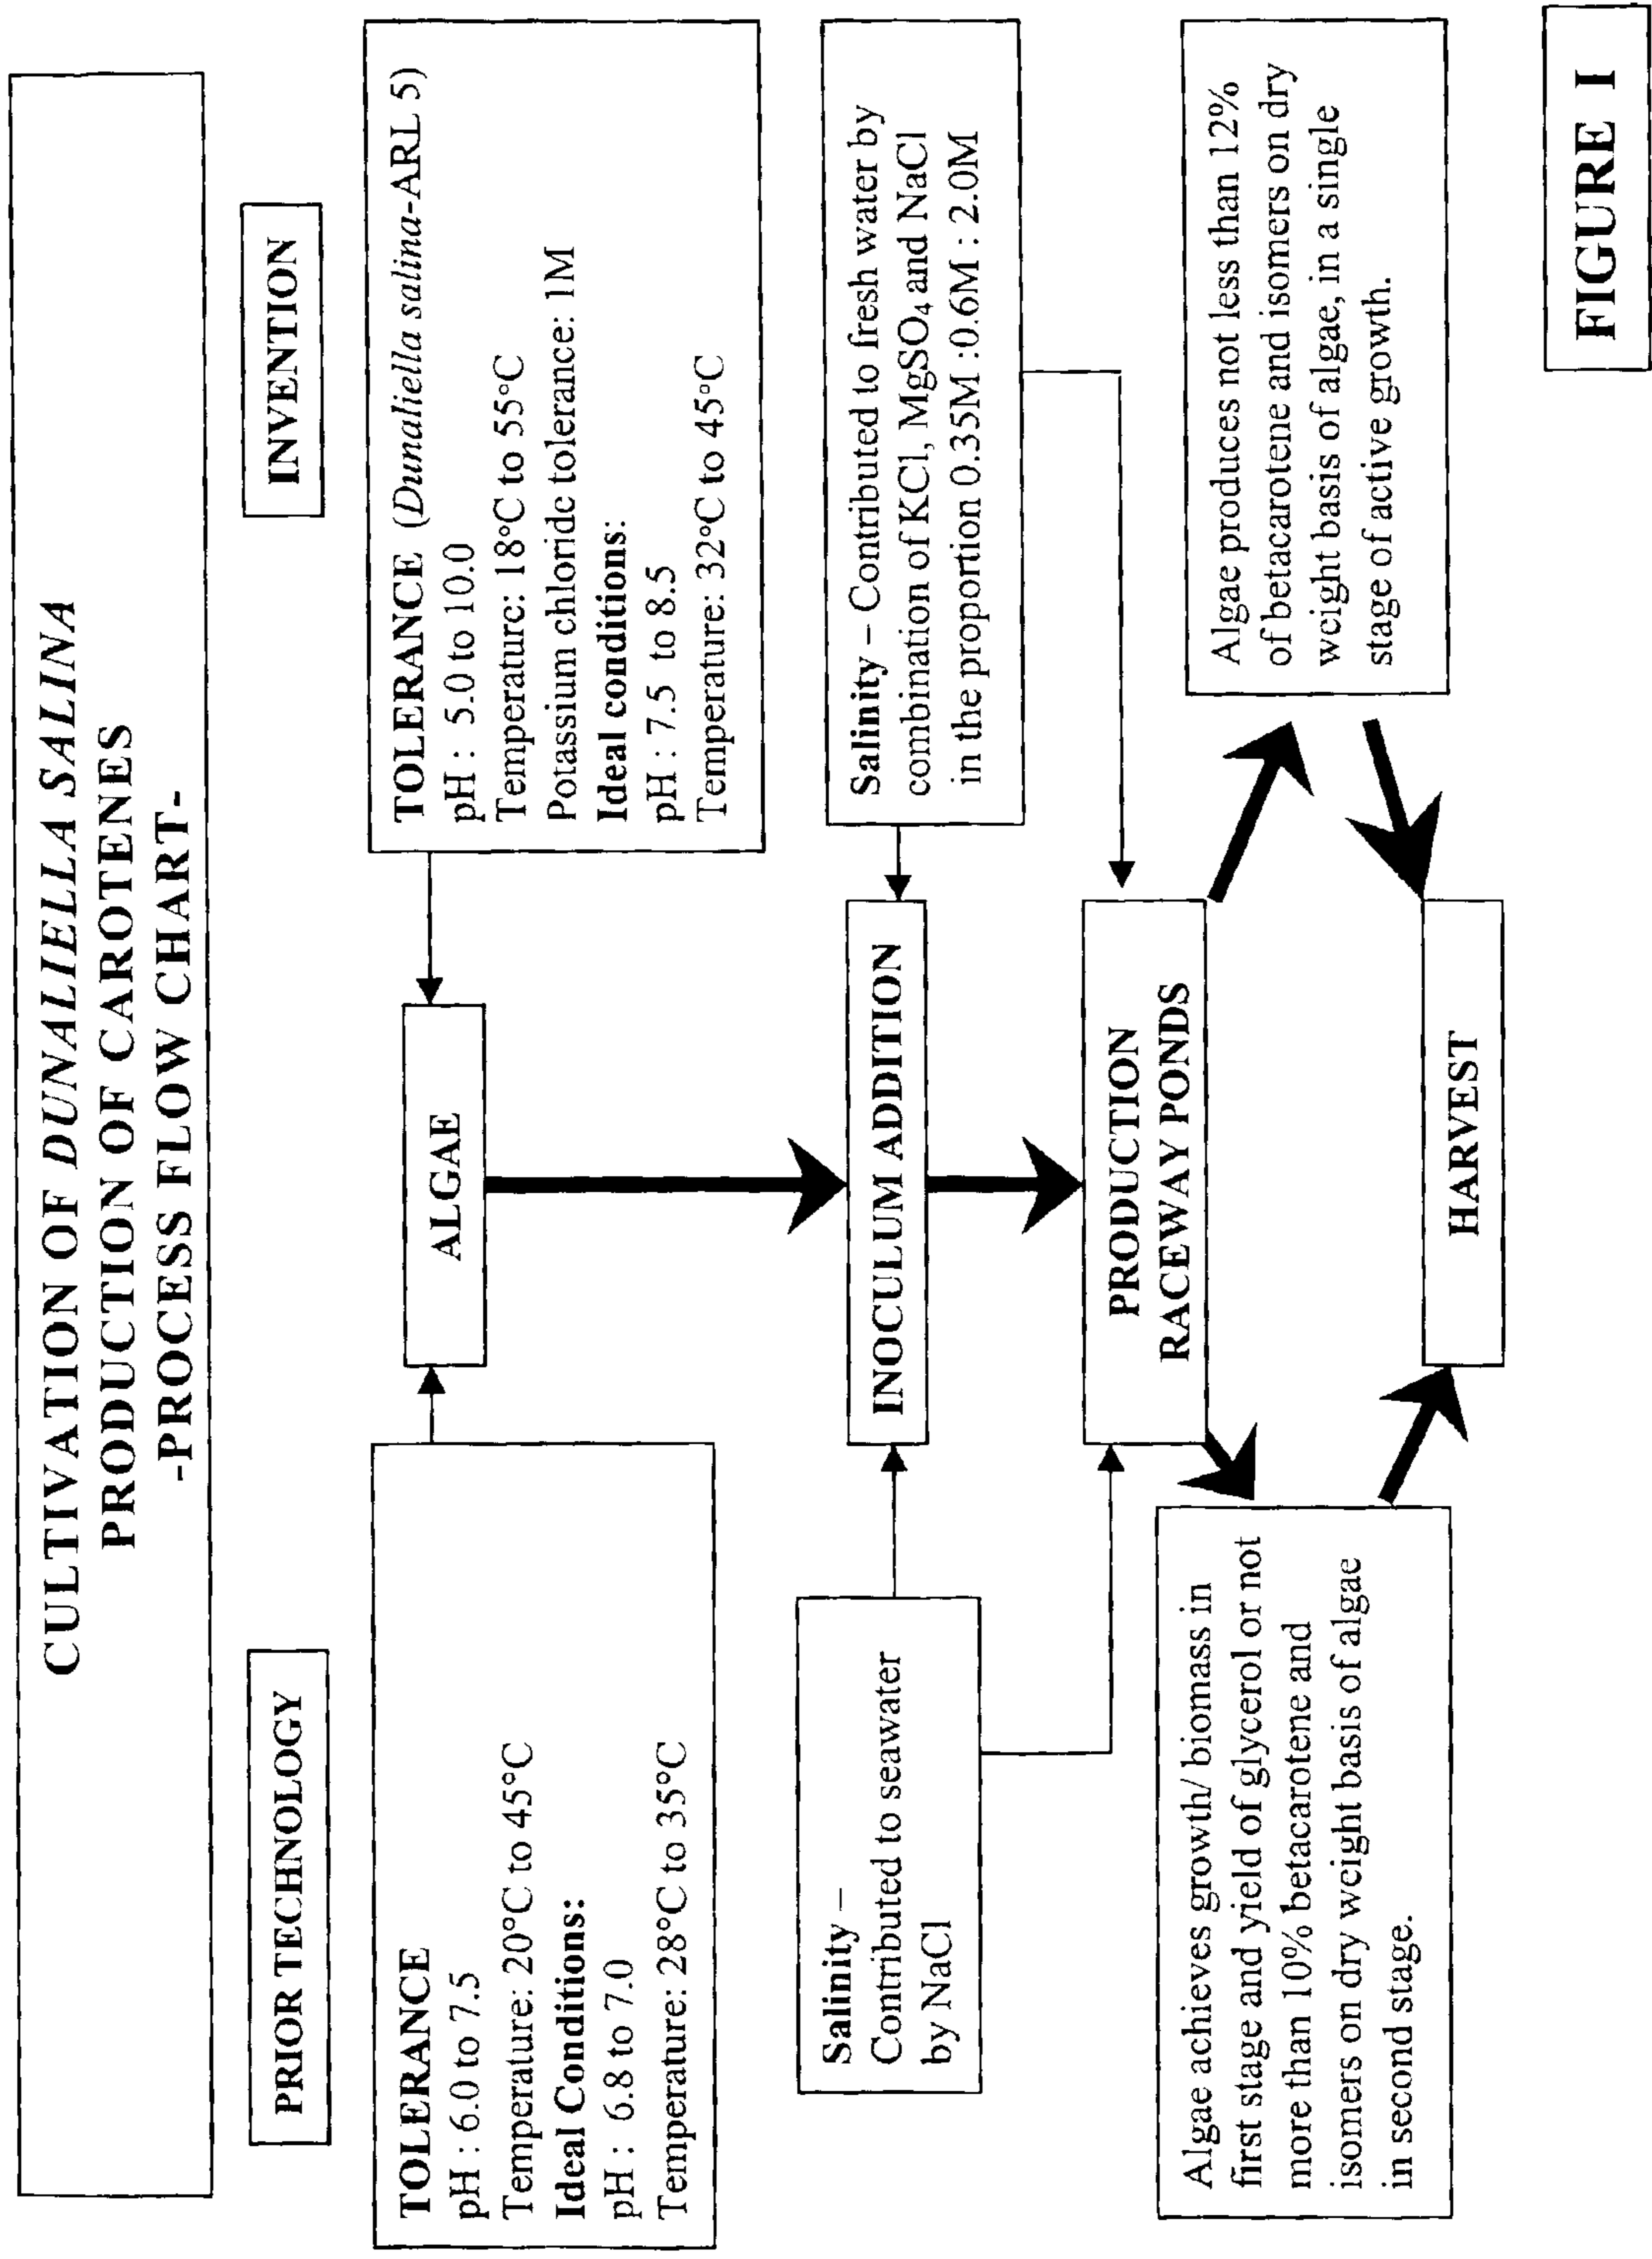 CULTIVATION OF DUNALIELLA SALINA
PRODUCTION OF CAROTENES
-PROCESS FLOW CHART-
PRIOR TECHNOLOGY
INVENTION
TOLERANCE
pH : 6.0 to 7.5
Temperature: 20°C to 45°C
Ideal Conditions:
pH : 6.8 to 7.0
Temperature: 28°C to 35°C
ALGAE
TOLERANCE (Dunaliella salina-ARL 5)
pH : 5.0 to 10.0
Temperature: 18°C to 55°C
Potassium chloride tolerance: 1M
Ideal conditions:
pH : 7.5 to 8.5
Temperature: 32°C to 45°C
Salinity –
Contributed to seawater
by NaCl
INOCULUM ADDITION
Salinity – Contributed to fresh water by
combination of KCl, MgSO₄ and NaCl
in the proportion 0.35M :0.6M : 2.0M
PRODUCTION
RACEWAY PONDS
Algae achieves growth/ biomass in
first stage and yield of glycerol or not
more than 10% betacarotene and
isomers on dry weight basis of algae
in second stage.
Algae produces not less than 12%
of betacarotene and isomers on dry
weight basis of algae, in a single
stage of active growth.
HARVEST
FIGURE I